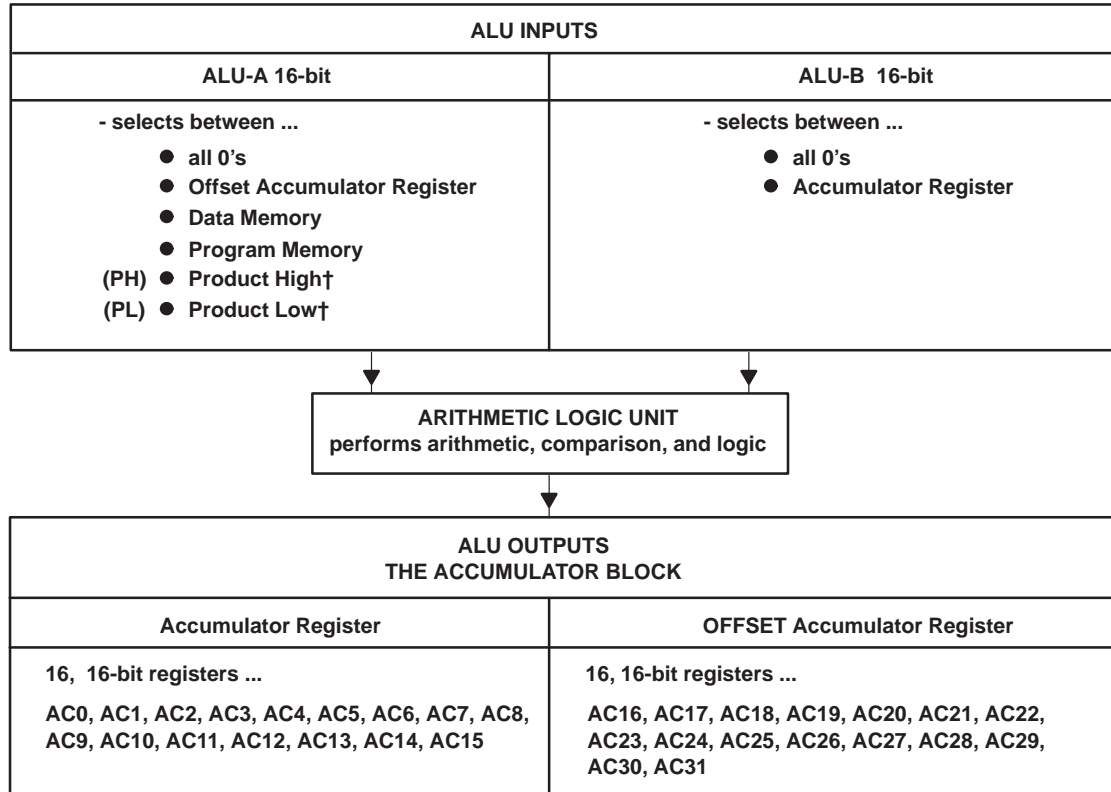 ALU INPUTS
ALU-A 16-bit
- selects between ...
● all 0's
● Offset Accumulator Register
● Data Memory
● Program Memory
(PH) ● Product High†
(PL) ● Product Low†
ALU-B 16-bit
- selects between ...
● all 0's
● Accumulator Register
ARITHMETIC LOGIC UNIT
performs arithmetic, comparison, and logic
ALU OUTPUTS
THE ACCUMULATOR BLOCK
Accumulator Register
16, 16-bit registers ...
AC0, AC1, AC2, AC3, AC4, AC5, AC6, AC7, AC8,
AC9, AC10, AC11, AC12, AC13, AC14, AC15
OFFSET Accumulator Register
16, 16-bit registers ...
AC16, AC17, AC18, AC19, AC20, AC21, AC22,
AC23, AC24, AC25, AC26, AC27, AC28, AC29,
AC30, AC31